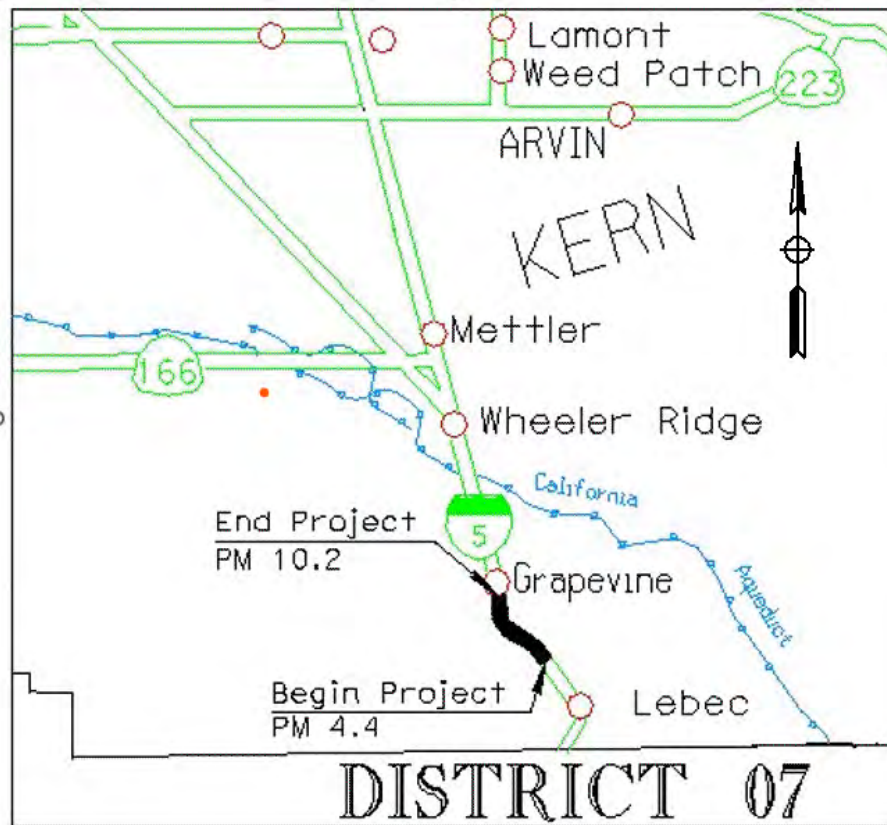 Lamont
Weed Patch
223
ARVIN
KERN
Mettler
166
Wheeler Ridge
California
Aqueduct
End Project
PM 10.2
5
Grapevine
Begin Project
PM 4.4
Lebec
DISTRICT 07